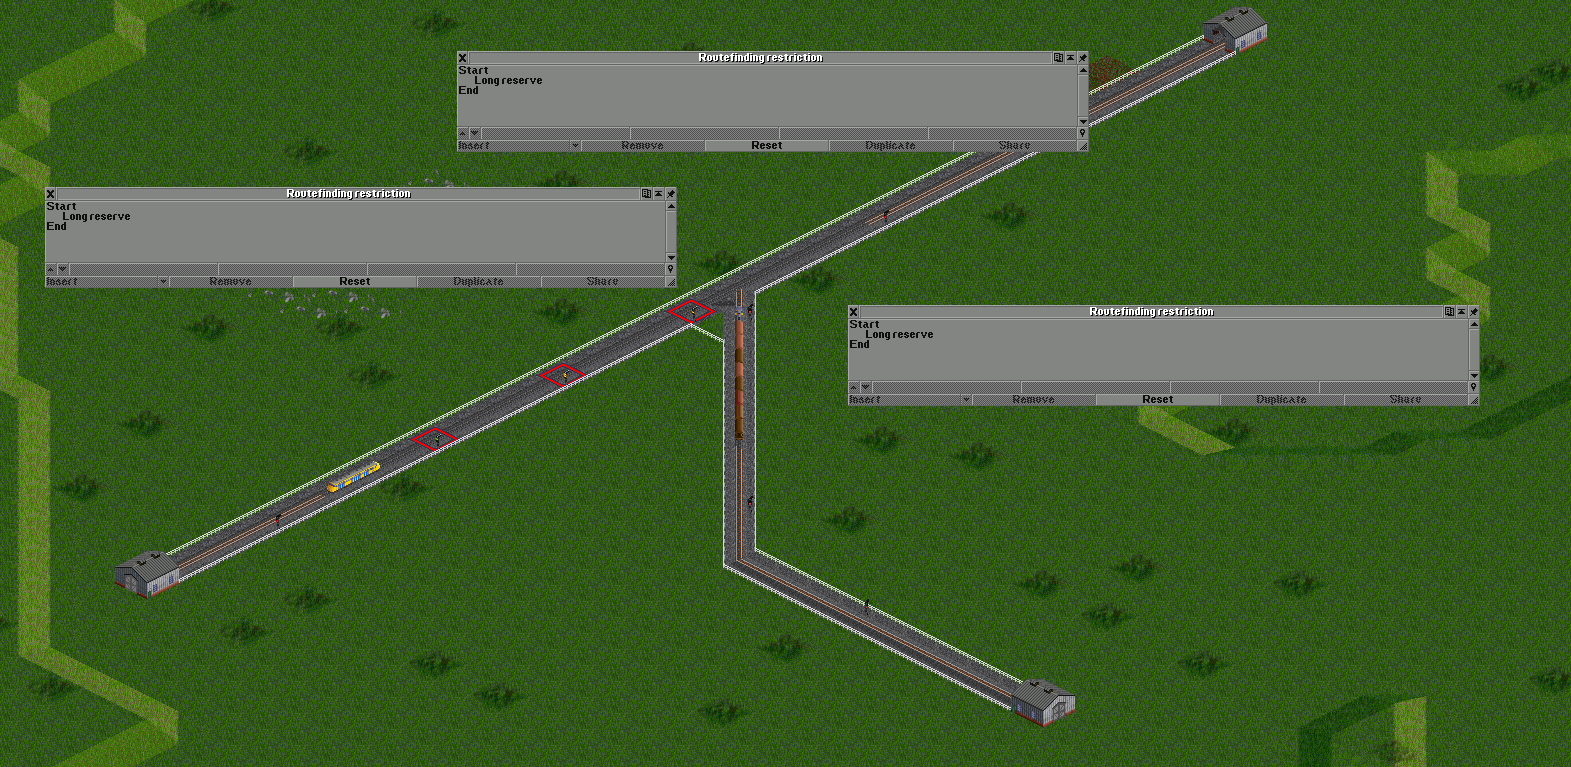 Routefinding restriction
Start
Long reserve
End
Insert Remove Reset Duplicate Share
Routefinding restriction
Start
Long reserve
End
Insert Remove Reset Duplicate Share
Routefinding restriction
Start
Long reserve
End
Insert Remove Reset Duplicate Share